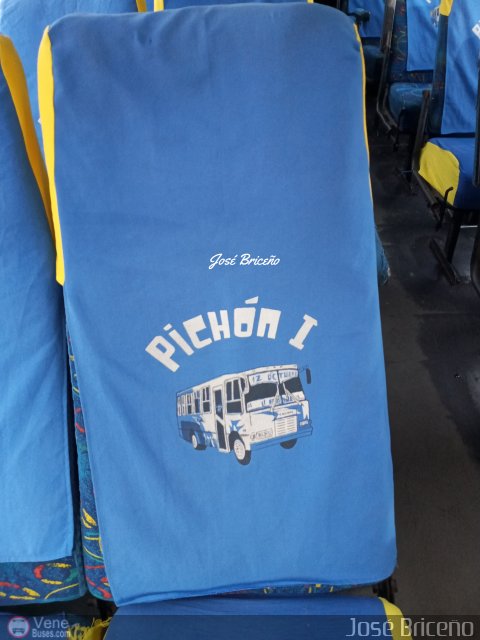 José Briceño
PICHÓN I
Vene
Buses.com
José Briceño